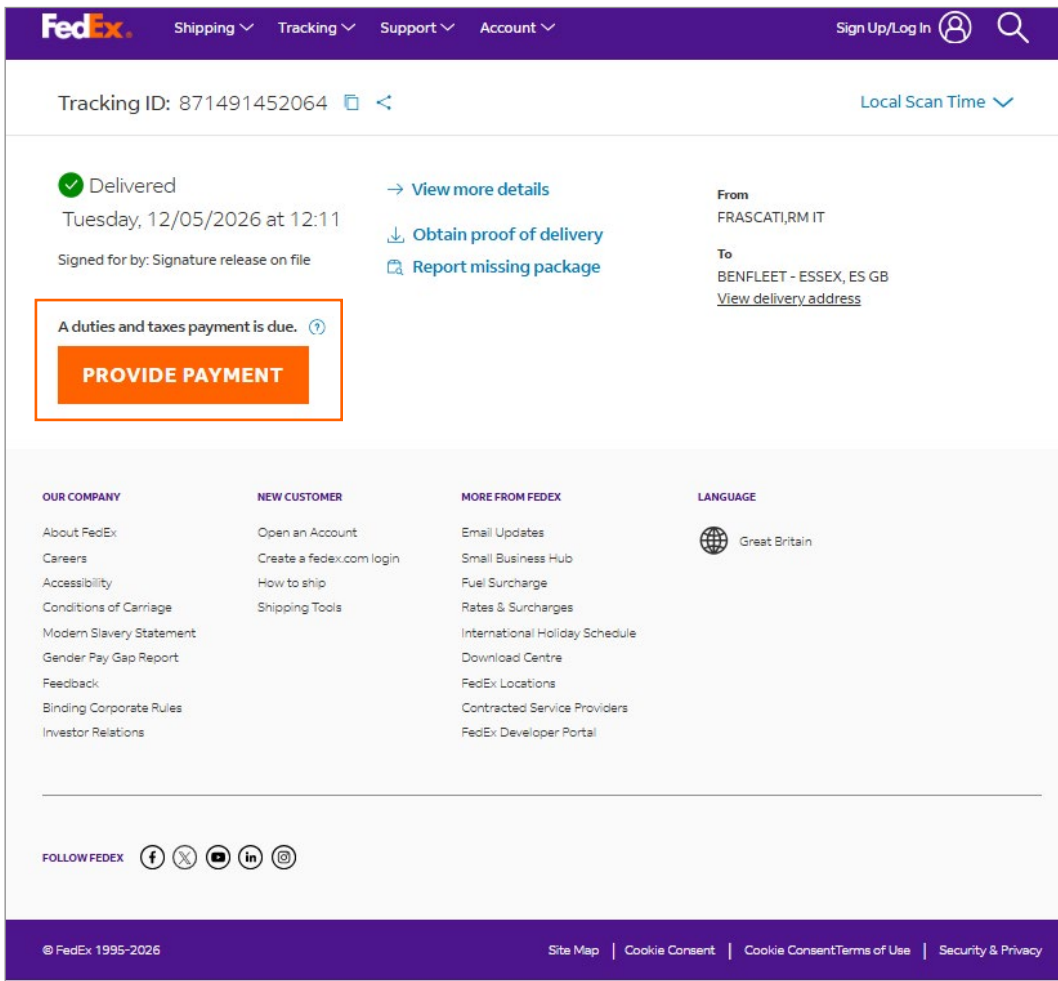 FedEx. Shipping Tracking Support Account Sign Up/Log In
Tracking ID: 871491452064 Local Scan Time
Delivered
Tuesday, 12/05/2026 at 12:11
Signed for by: Signature release on file
View more details
Obtain proof of delivery
Report missing package
From
FRASCATI,RM IT
To
BENFLEET - ESSEX, ES GB
View delivery address
A duties and taxes payment is due. ?
PROVIDE PAYMENT
OUR COMPANY
About FedEx
Careers
Accessibility
Conditions of Carriage
Modern Slavery Statement
Gender Pay Gap Report
Feedback
Binding Corporate Rules
Investor Relations
NEW CUSTOMER
Open an Account
Create a fedex.com login
How to ship
Shipping Tools
MORE FROM FEDEX
Email Updates
Small Business Hub
Fuel Surcharge
Rates & Surcharges
International Holiday Schedule
Download Centre
FedEx Locations
Contracted Service Providers
FedEx Developer Portal
LANGUAGE
Great Britain
FOLLOW FEDEX
© FedEx 1995-2026 Site Map | Cookie Consent | Cookie ConsentTerms of Use | Security & Privacy